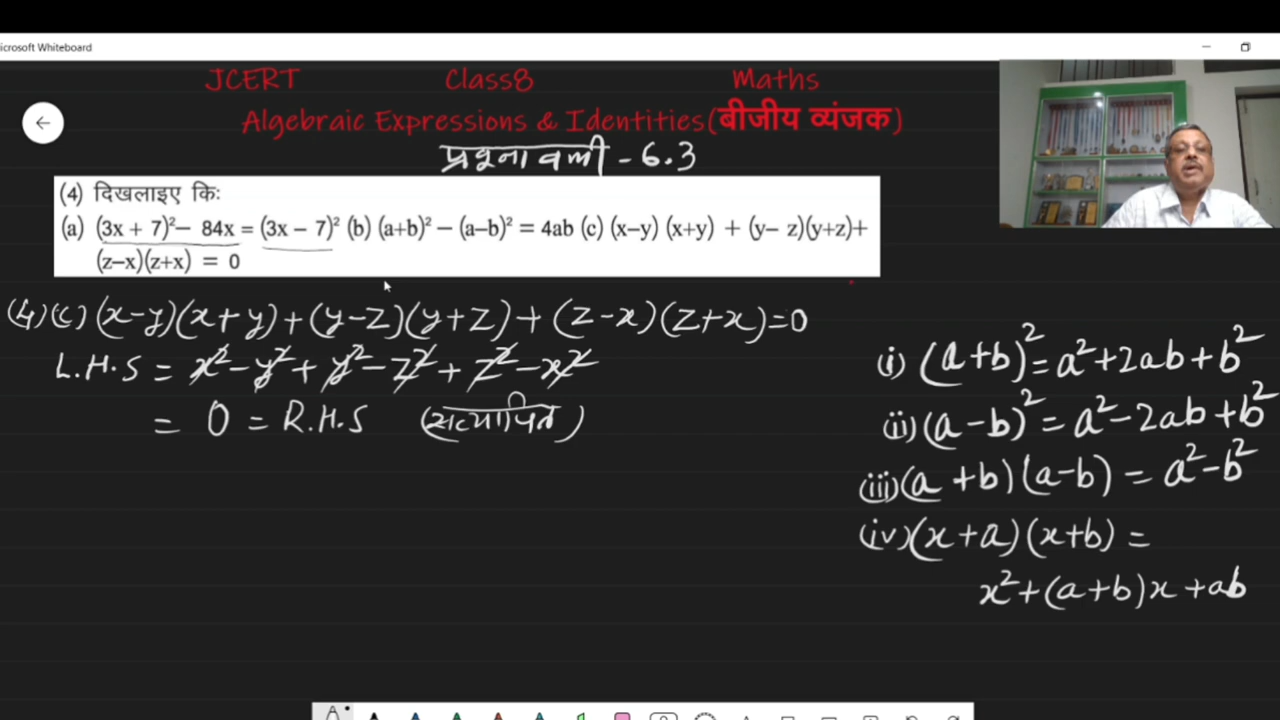 icrosoft Whiteboard
JCERT Class8 Maths
Algebraic Expressions & Identities(बीजीय व्यंजक)
प्रश्नावली - 6.3
(4) दिखलाइए कि:
(a) (3x + 7)²– 84x = (3x – 7)² (b) (a+b)² – (a–b)² = 4ab (c) (x–y) (x+y) + (y– z)(y+z)+
(z–x)(z+x) = 0
(4)(c) (x-y)(x+y)+(y-z)(y+z)+(z-x)(z+x)=0
L.H.S = x²-y²+y²-z²+z²-x²
= 0 = R.H.S (सत्यापित)
(i) (a+b)²=a²+2ab+b²
(ii) (a-b)²=a²-2ab+b²
(iii) (a+b)(a-b)=a²-b²
(iv) (x+a)(x+b)=
x²+(a+b)x+ab